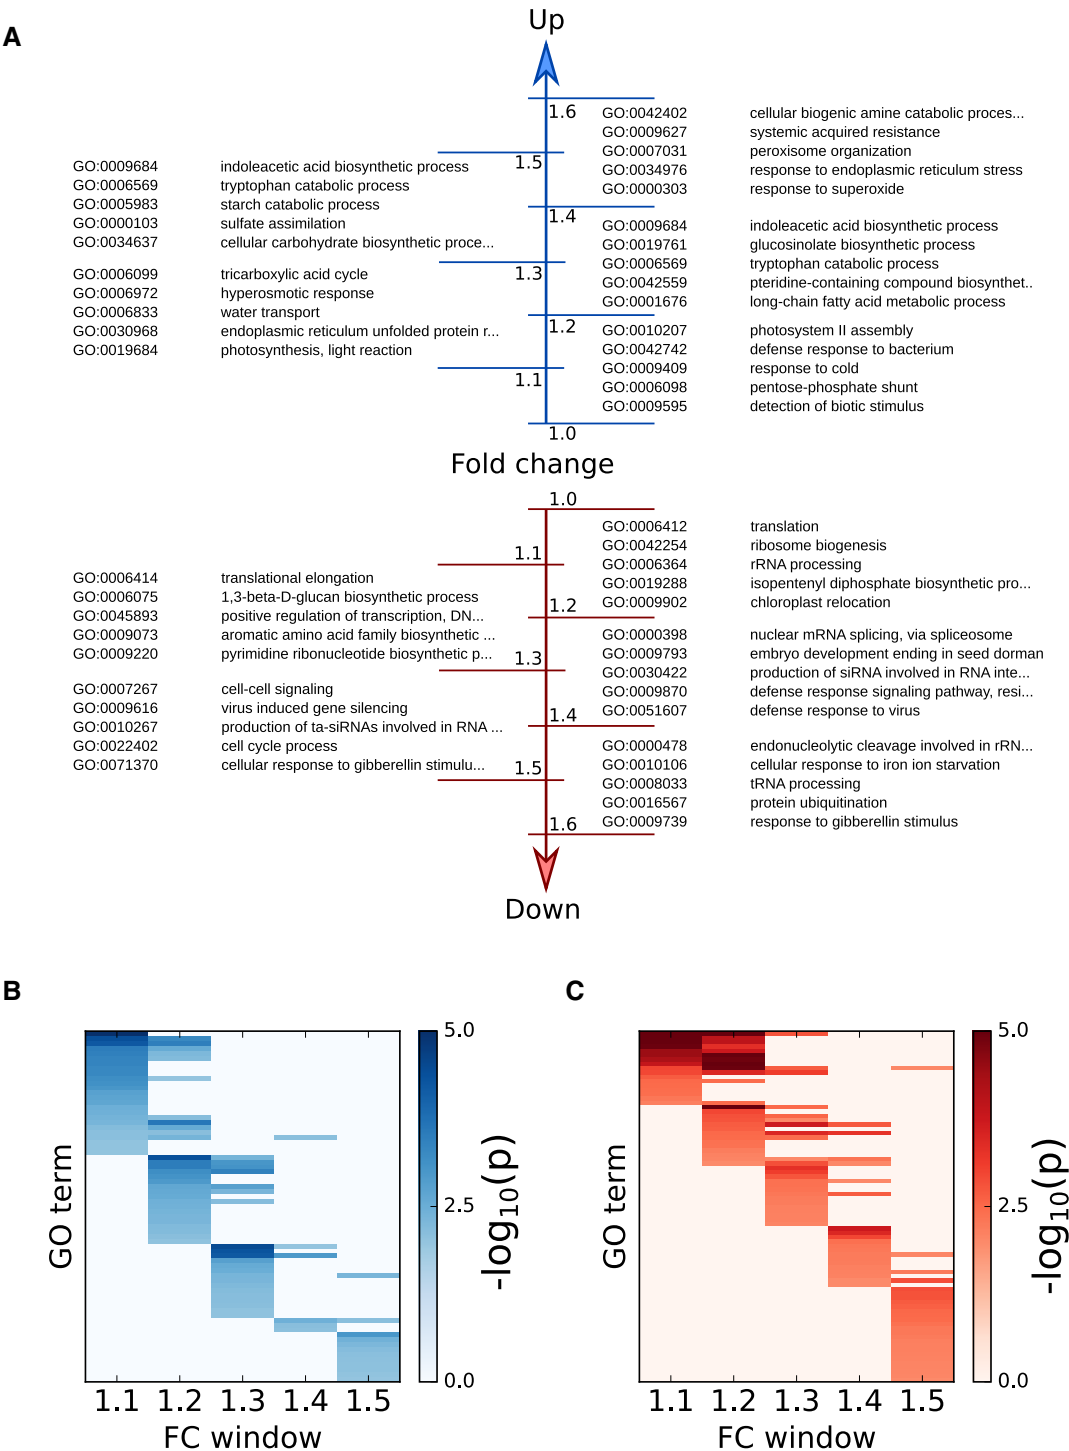 A
Up
1.6
GO:0042402 cellular biogenic amine catabolic proces...
GO:0009627 systemic acquired resistance
GO:0007031 peroxisome organization
GO:0034976 response to endoplasmic reticulum stress
GO:0000303 response to superoxide
1.5
GO:0009684 indoleacetic acid biosynthetic process
GO:0006569 tryptophan catabolic process
GO:0005983 starch catabolic process
GO:0000103 sulfate assimilation
GO:0034637 cellular carbohydrate biosynthetic proce...
1.4
GO:0009684 indoleacetic acid biosynthetic process
GO:0019761 glucosinolate biosynthetic process
GO:0006569 tryptophan catabolic process
GO:0042559 pteridine-containing compound biosynthet..
GO:0001676 long-chain fatty acid metabolic process
1.3
GO:0006099 tricarboxylic acid cycle
GO:0006972 hyperosmotic response
GO:0006833 water transport
GO:0030968 endoplasmic reticulum unfolded protein r...
GO:0019684 photosynthesis, light reaction
1.2
GO:0010207 photosystem II assembly
GO:0042742 defense response to bacterium
GO:0009409 response to cold
GO:0006098 pentose-phosphate shunt
GO:0009595 detection of biotic stimulus
1.1
1.0
Fold change
1.0
GO:0006412 translation
GO:0042254 ribosome biogenesis
GO:0006364 rRNA processing
GO:0019288 isopentenyl diphosphate biosynthetic pro...
GO:0009902 chloroplast relocation
1.1
GO:0006414 translational elongation
GO:0006075 1,3-beta-D-glucan biosynthetic process
GO:0045893 positive regulation of transcription, DN...
GO:0009073 aromatic amino acid family biosynthetic ...
GO:0009220 pyrimidine ribonucleotide biosynthetic p...
1.2
GO:0000398 nuclear mRNA splicing, via spliceosome
GO:0009793 embryo development ending in seed dorman
GO:0030422 production of siRNA involved in RNA inte...
GO:0009870 defense response signaling pathway, resi...
GO:0051607 defense response to virus
1.3
GO:0007267 cell-cell signaling
GO:0009616 virus induced gene silencing
GO:0010267 production of ta-siRNAs involved in RNA ...
GO:0022402 cell cycle process
GO:0071370 cellular response to gibberellin stimulu...
1.4
GO:0000478 endonucleolytic cleavage involved in rRN...
GO:0010106 cellular response to iron ion starvation
GO:0008033 tRNA processing
GO:0016567 protein ubiquitination
GO:0009739 response to gibberellin stimulus
1.5
1.6
Down
B
GO term
1.1 1.2 1.3 1.4 1.5
FC window
5.0
2.5
0.0
-log10(p)
C
GO term
1.1 1.2 1.3 1.4 1.5
FC window
5.0
2.5
0.0
-log10(p)